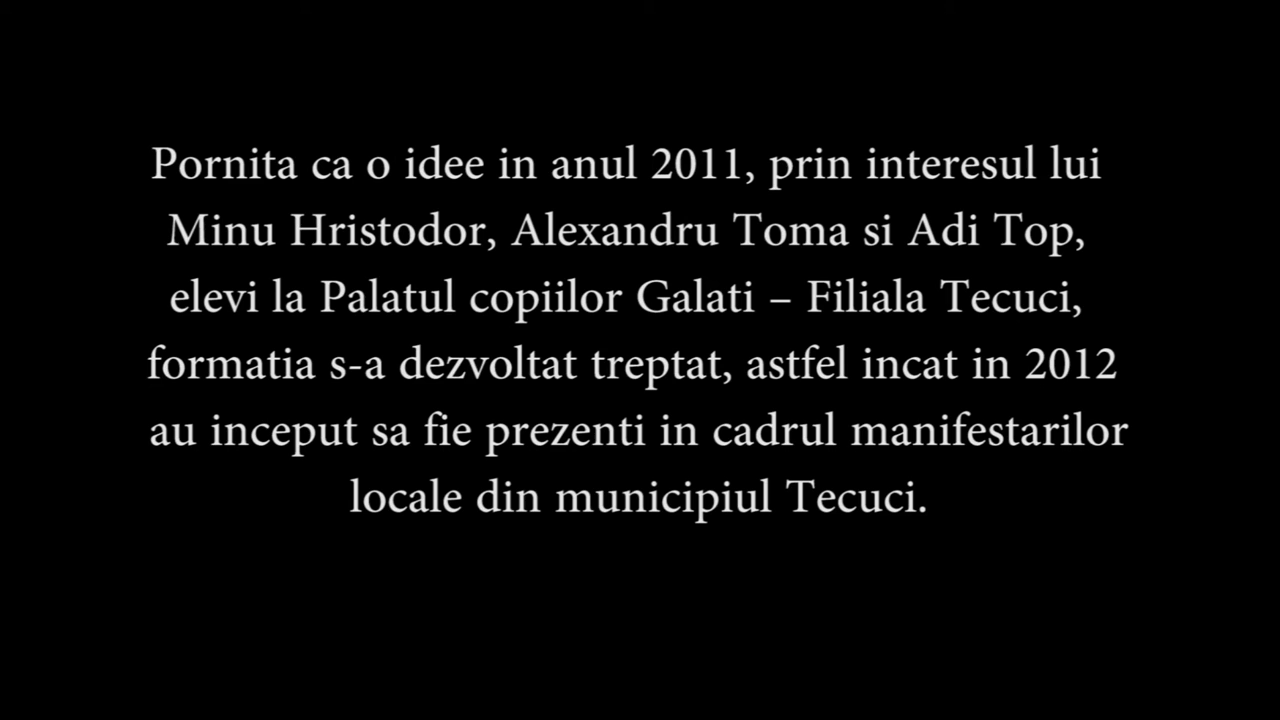 Pornita ca o idee in anul 2011, prin interesul lui
Minu Hristodor, Alexandru Toma si Adi Top,
elevi la Palatul copiilor Galati – Filiala Tecuci,
formatia s-a dezvoltat treptat, astfel incat in 2012
au inceput sa fie prezenti in cadrul manifestarilor
locale din municipiul Tecuci.